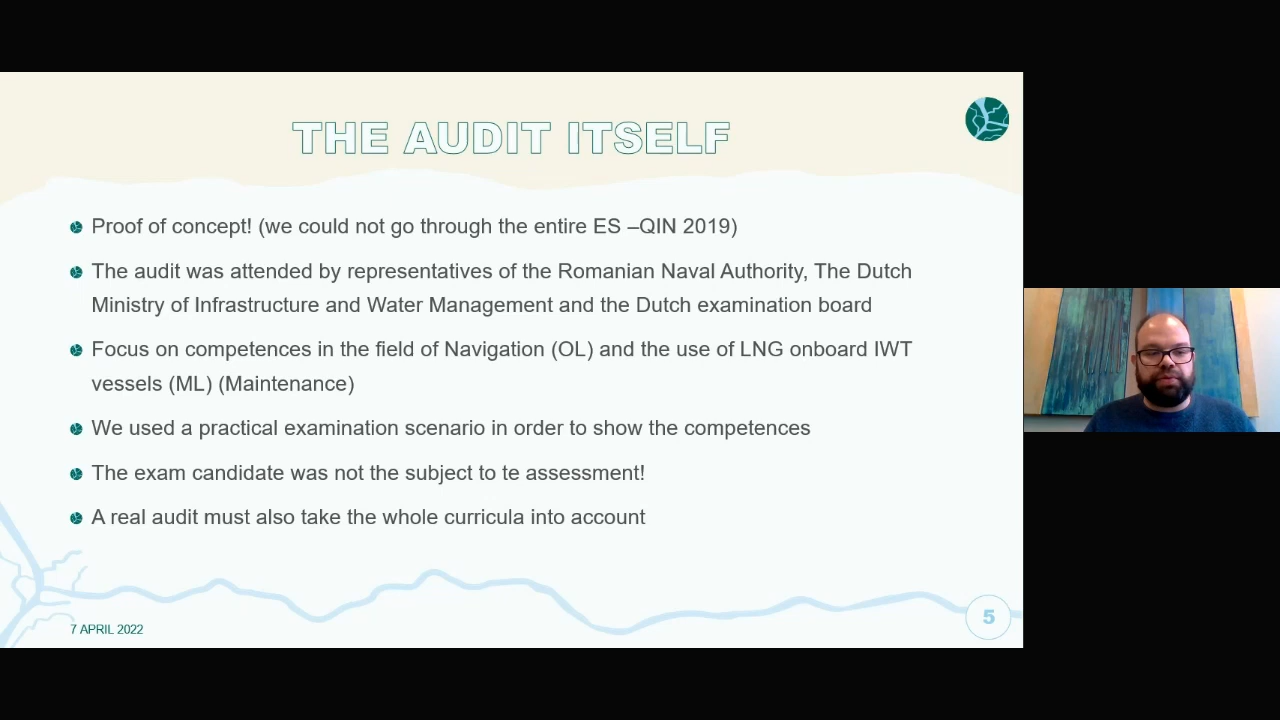 THE AUDIT ITSELF
Proof of concept! (we could not go through the entire ES –QIN 2019)
The audit was attended by representatives of the Romanian Naval Authority, The Dutch
Ministry of Infrastructure and Water Management and the Dutch examination board
Focus on competences in the field of Navigation (OL) and the use of LNG onboard IWT
vessels (ML) (Maintenance)
We used a practical examination scenario in order to show the competences
The exam candidate was not the subject to te assessment!
A real audit must also take the whole curricula into account
7 APRIL 2022
5